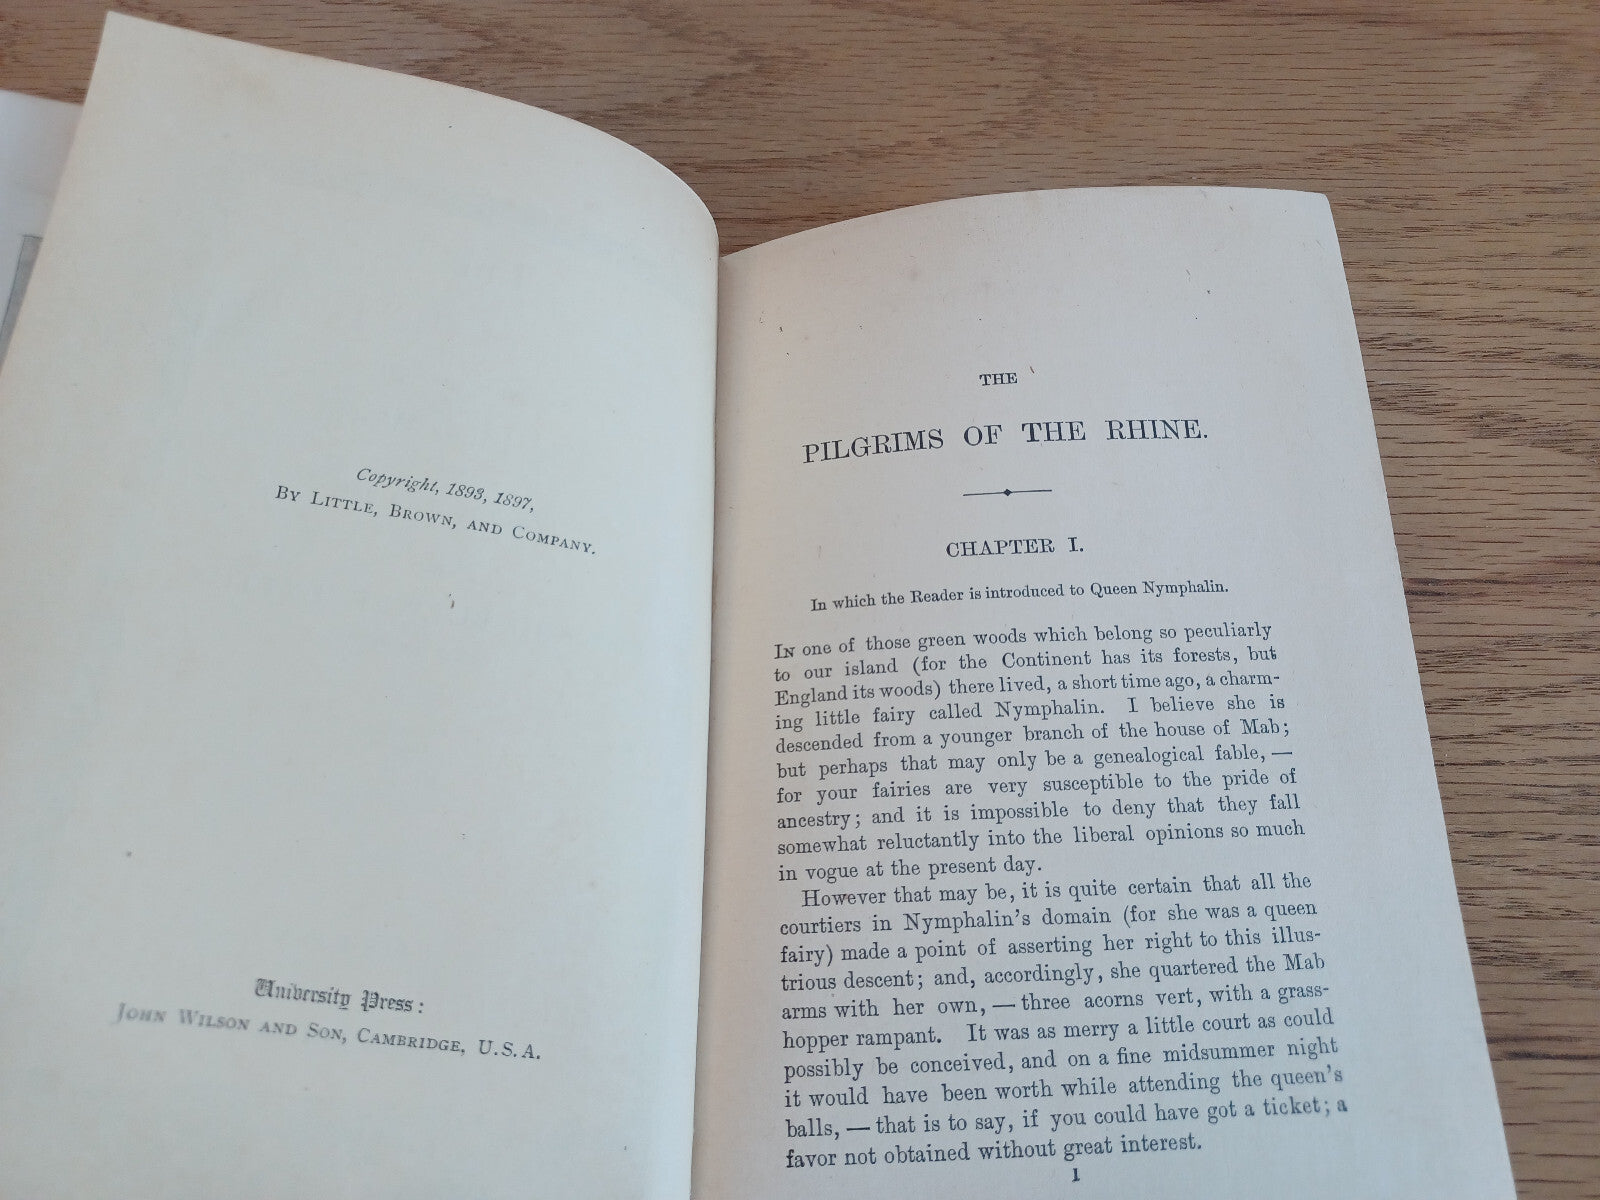 Copyright, 1893, 1897,
By Little, Brown, and Company.
University Press:
John Wilson and Son, Cambridge, U.S.A.
THE
PILGRIMS OF THE RHINE.
CHAPTER I.
In which the Reader is introduced to Queen Nymphalin.
In one of those green woods which belong so peculiarly
to our island (for the Continent has its forests, but
England its woods) there lived, a short time ago, a charm-
ing little fairy called Nymphalin. I believe she is
descended from a younger branch of the house of Mab;
but perhaps that may only be a genealogical fable, —
for your fairies are very susceptible to the pride of
ancestry; and it is impossible to deny that they fall
somewhat reluctantly into the liberal opinions so much
in vogue at the present day.
However that may be, it is quite certain that all the
courtiers in Nymphalin's domain (for she was a queen
fairy) made a point of asserting her right to this illus-
trious descent; and, accordingly, she quartered the Mab
arms with her own, — three acorns vert, with a grass-
hopper rampant. It was as merry a little court as could
possibly be conceived, and on a fine midsummer night
it would have been worth while attending the queen's
balls, — that is to say, if you could have got a ticket; a
favor not obtained without great interest.
1